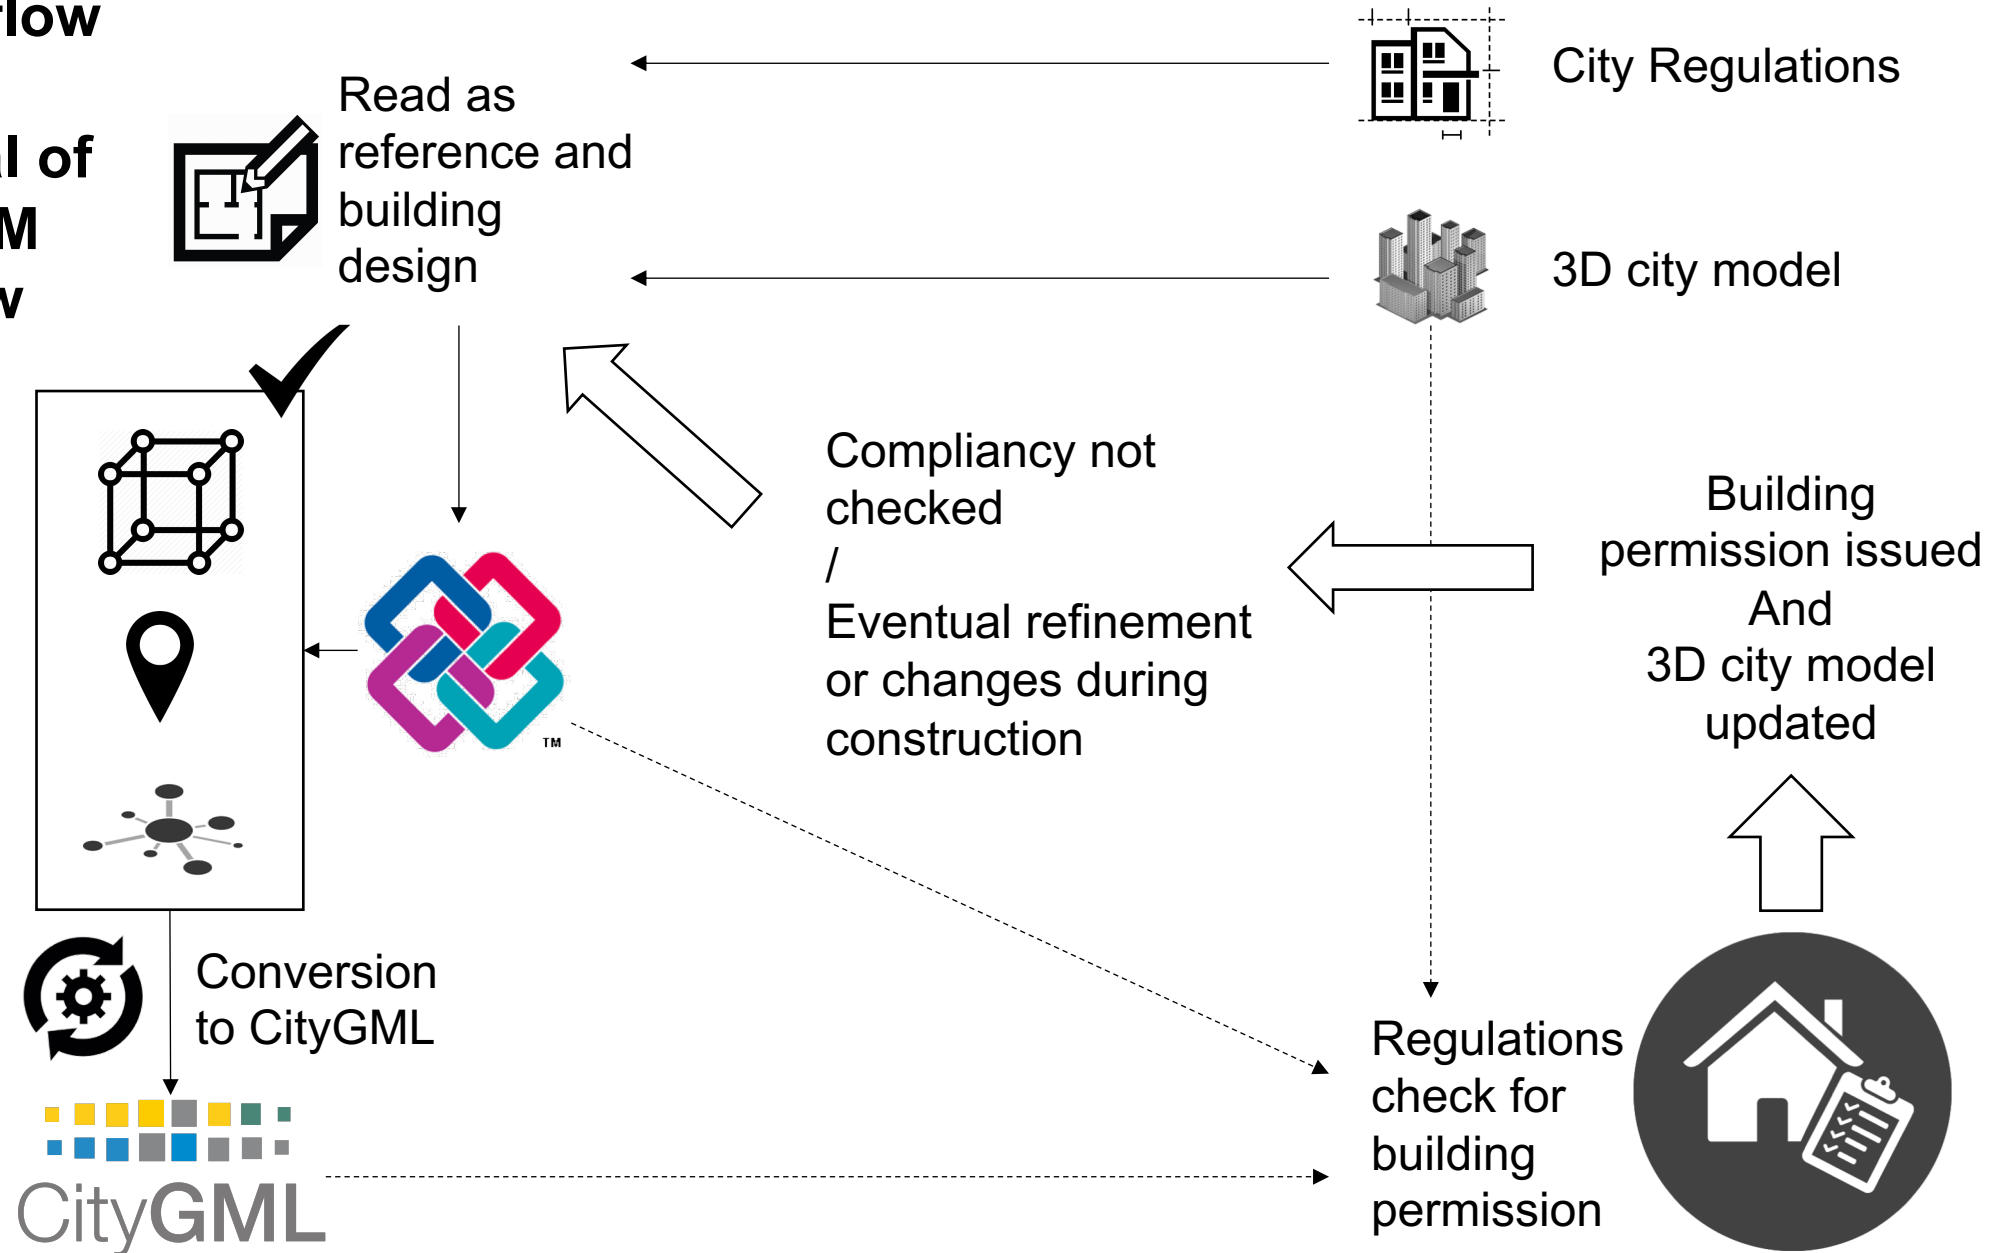 flow
l of
M
w
Read as
reference and
building
design
City Regulations
3D city model
Compliancy not
checked
/
Eventual refinement
or changes during
construction
Building
permission issued
And
3D city model
updated
TM
Conversion
to CityGML
CityGML
Regulations
check for
building
permission